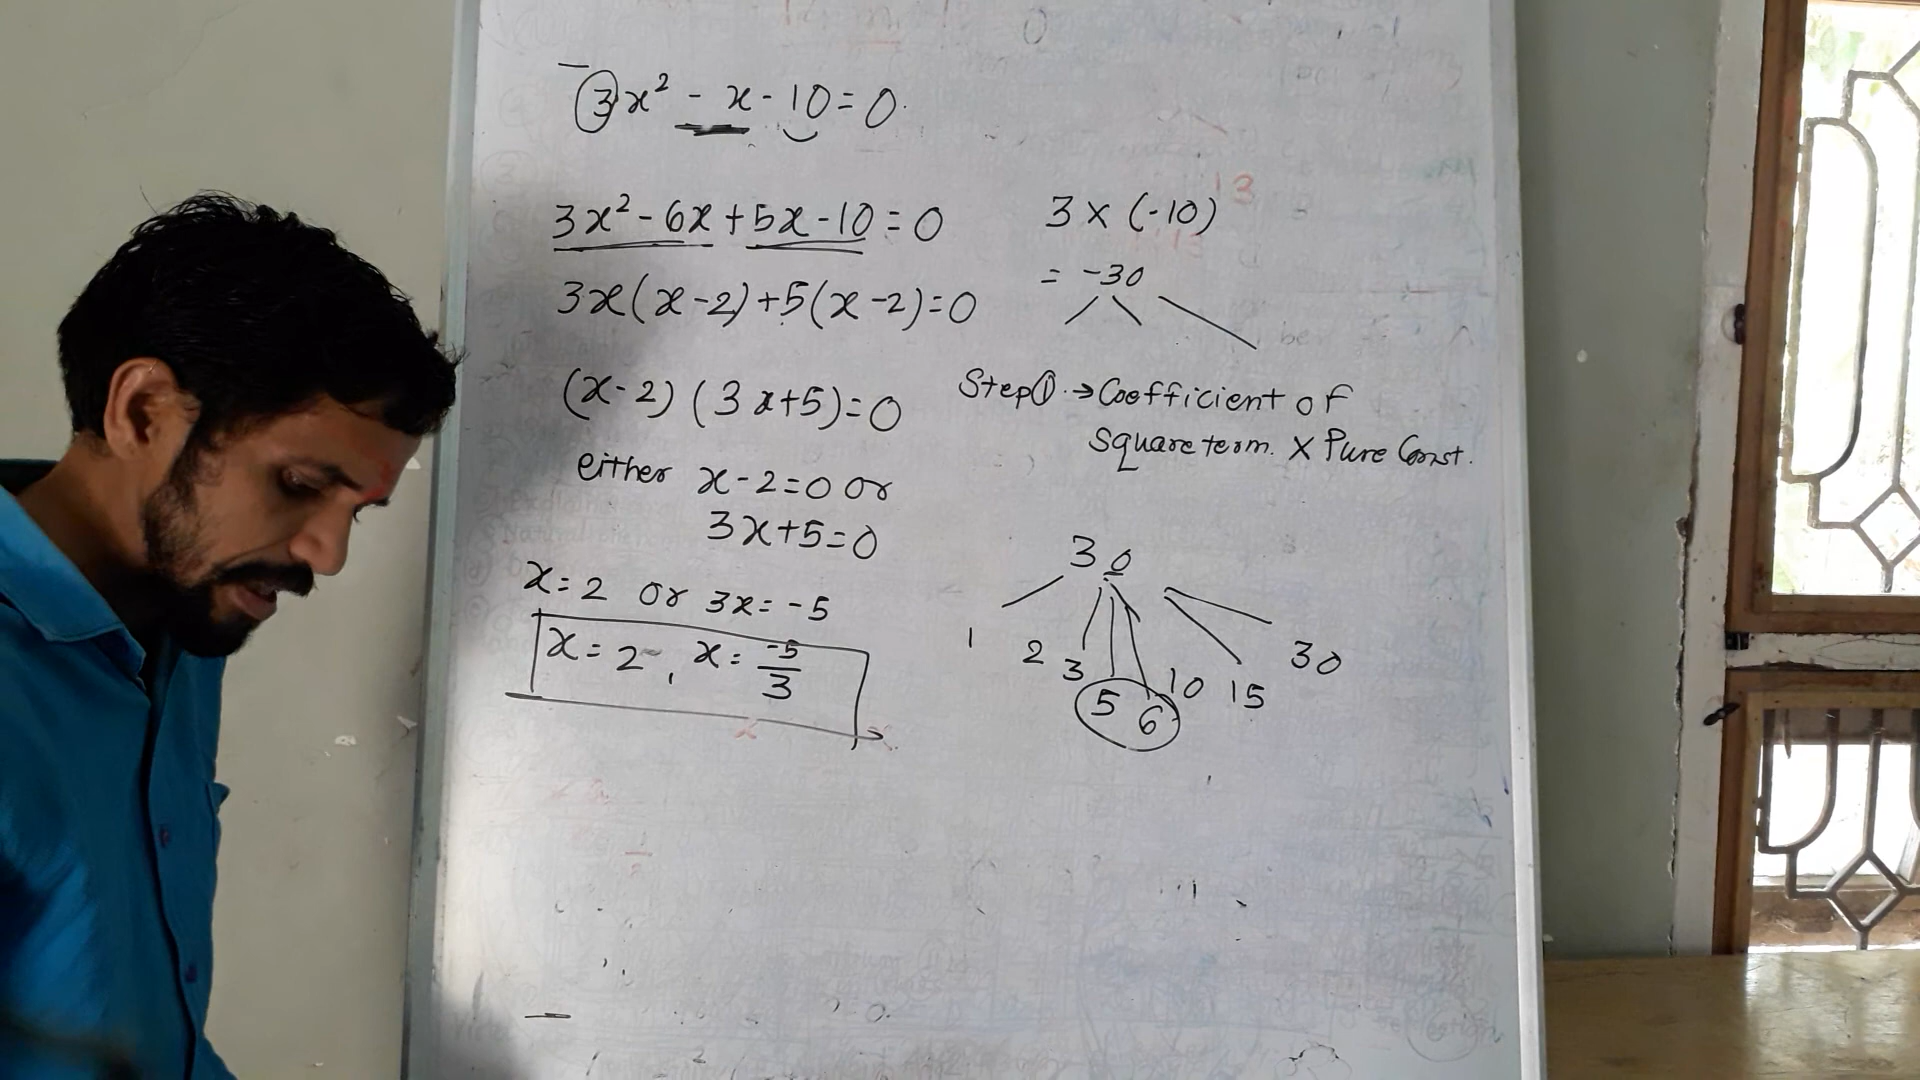 3x² - x - 10 = 0.
3x² - 6x + 5x - 10 = 0
3x(x-2)+5(x-2)=0
(x-2) (3x+5)=0
either x-2=0 or
3x+5=0
x=2 or 3x=-5
x=2, x= -5/3
3 × (-10)
= -30
Step① → Coefficient of
square term. × Pure Const.
30
1 2 3 5 6 10 15 30